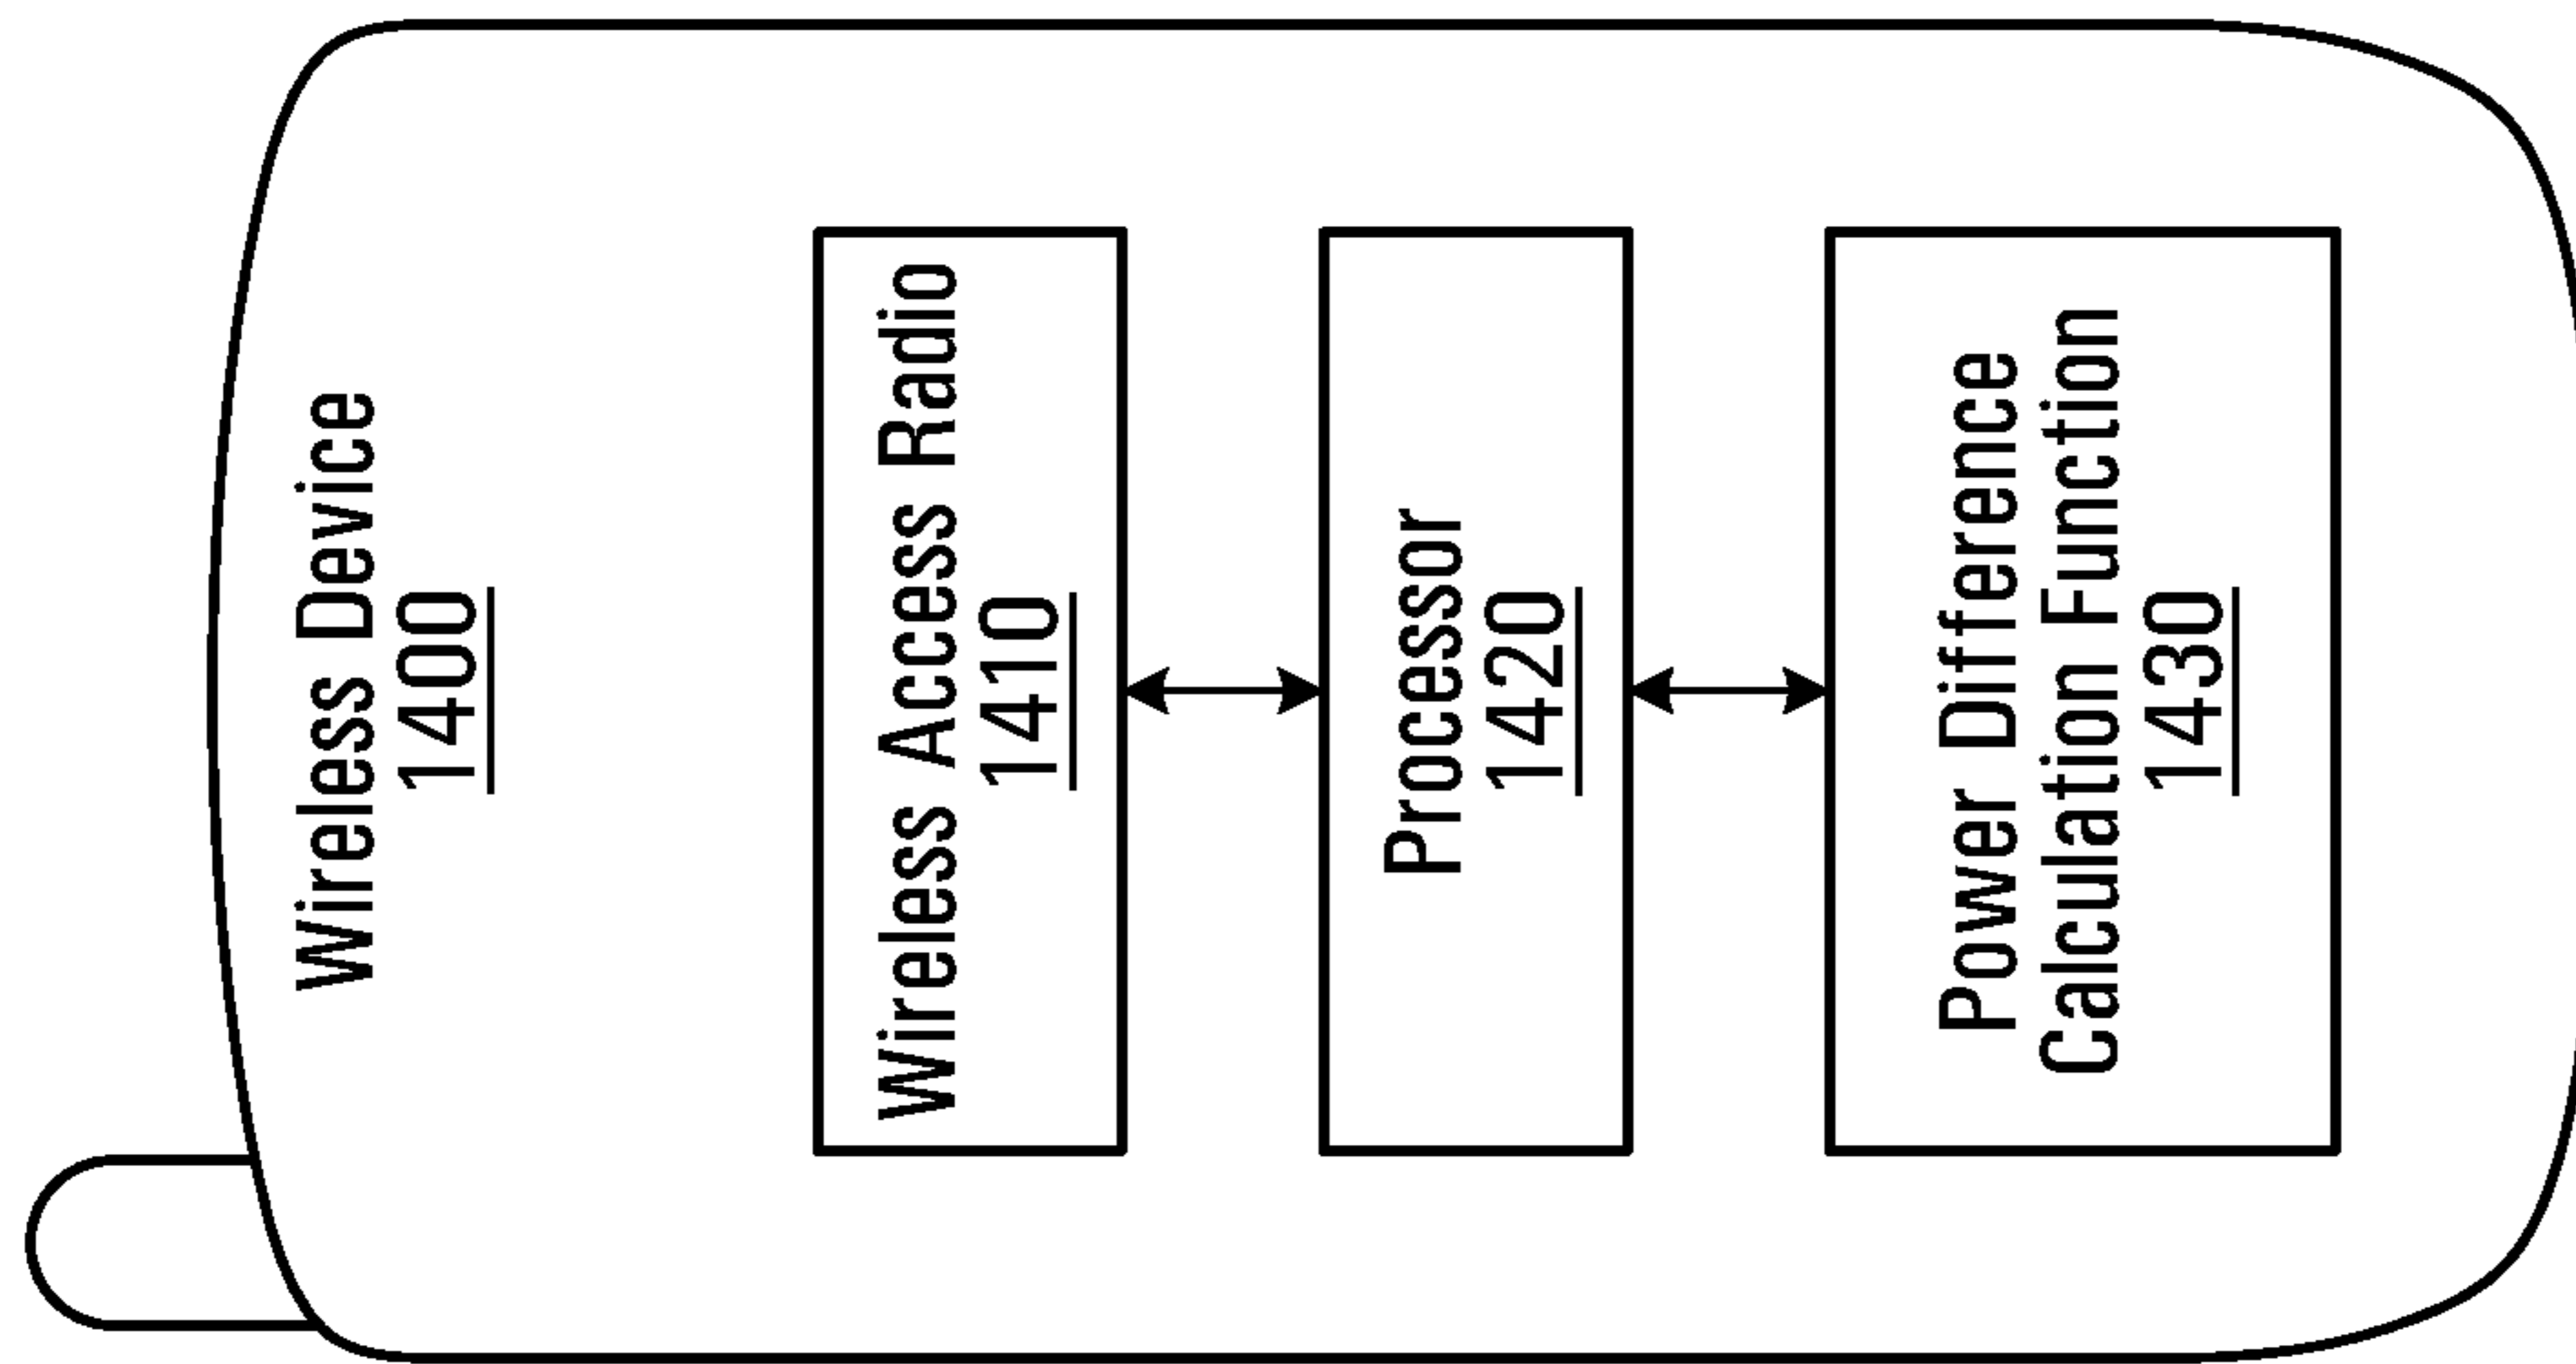 Wireless Device
1400
Wireless Access Radio
1410
Processor
1420
Power Difference
Calculation Function
1430